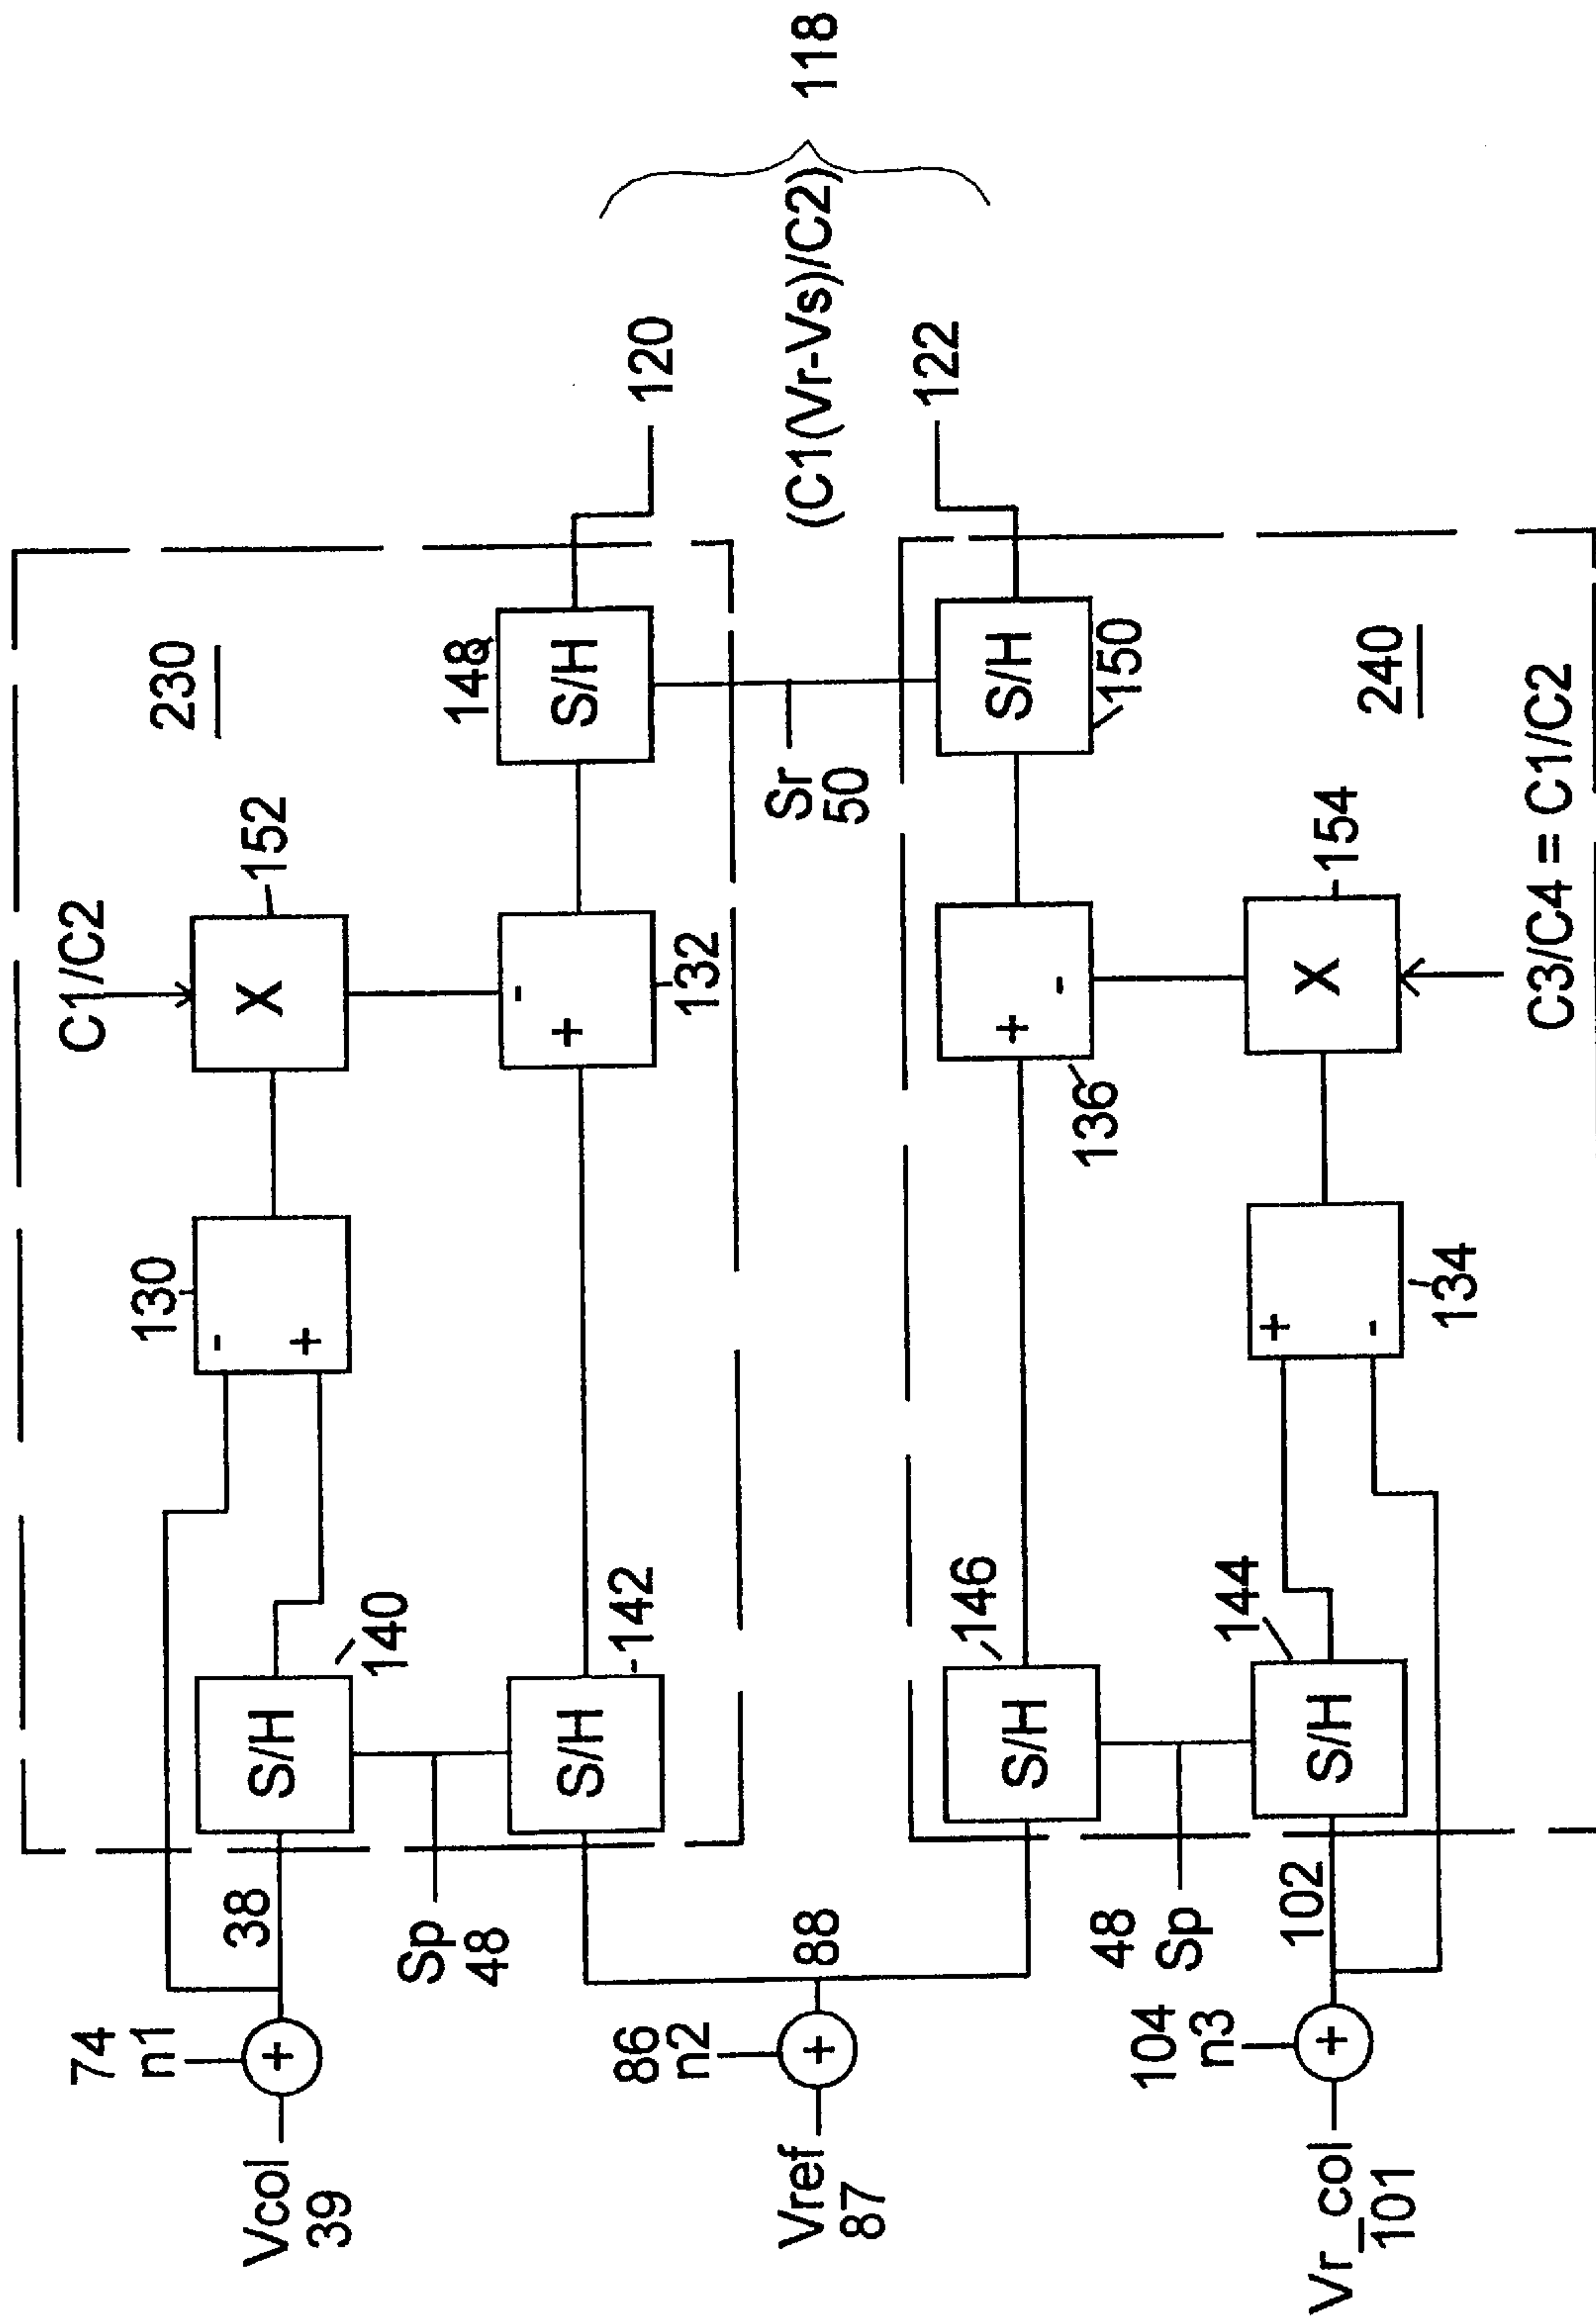 74
n1
+
Vcol
39
38
Sp
48
S/H
140
S/H
142
130
-
+
C1/C2
X
152
-
+
132
230
S/H
148
120
86
n2
+
Vref
87
88
Sr
50
(C1(Vr-Vs)/C2)
118
104
n3
+
Vr_col
101
102
48
Sp
S/H
146
S/H
144
+
-
134
+
-
136
X
154
C3/C4 = C1/C2
S/H
150
240
122